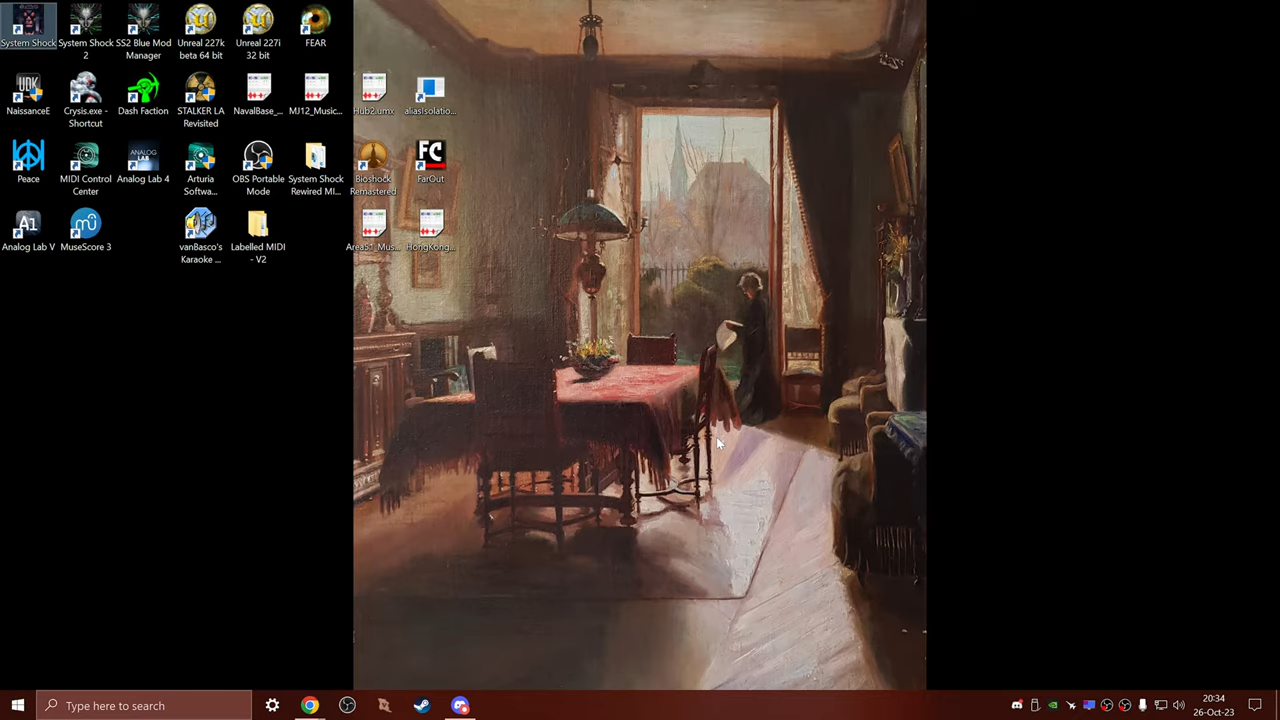 System Shock
System Shock
2
SS2 Blue Mod
Manager
Unreal 227k
beta 64 bit
Unreal 227i
32 bit
FEAR
UDK
NaissanceE
Crysis.exe -
Shortcut
Dash Faction
STALKER LA
Revisited
NavalBase_...
MJ12_Music...
Hub2.umx
aliasIsolatio...
Peace
MIDI Control
Center
ANALOG
LAB
Analog Lab 4
Arturia
Softwa...
OBS Portable
Mode
System Shock
Rewired MI...
Bioshock
Remastered
FC
FarOut
A1
Analog Lab V
MuseScore 3
vanBasco's
Karaoke ...
Labelled MIDI
- V2
Area51_Mus...
HongKong...
Type here to search
20:34
26-Oct-23